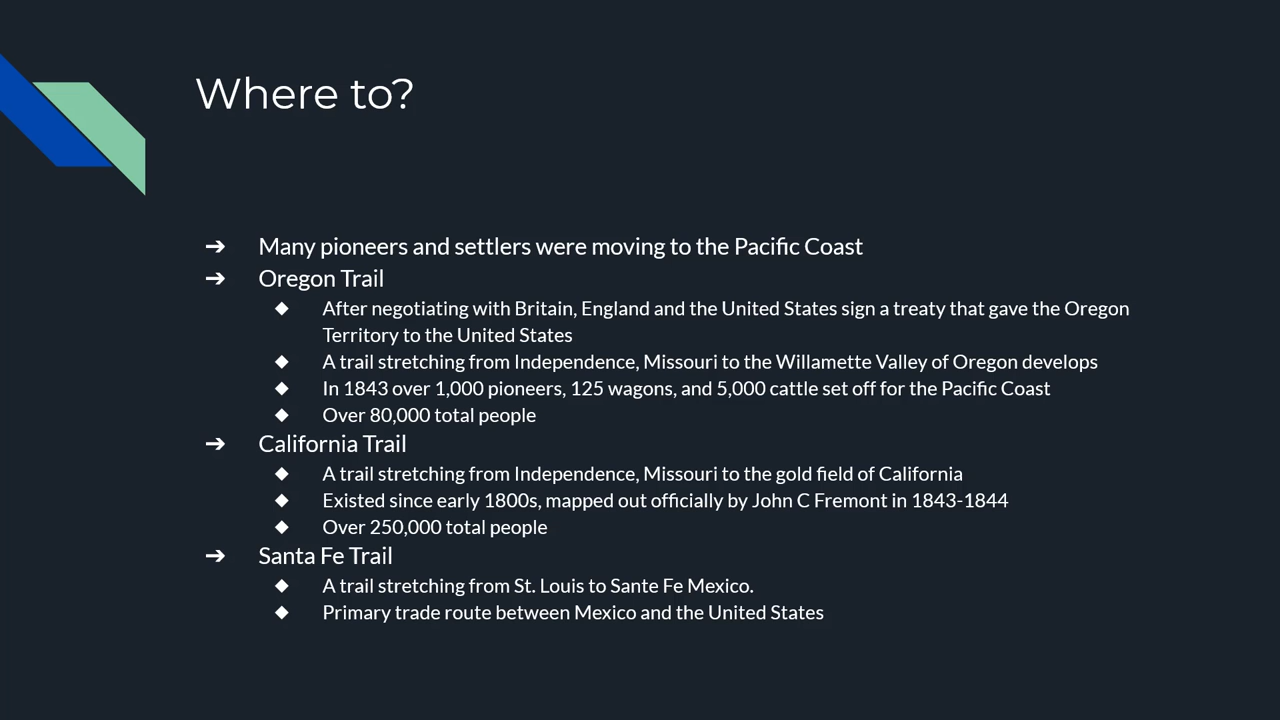 Where to?
➔ Many pioneers and settlers were moving to the Pacific Coast
➔ Oregon Trail
◆ After negotiating with Britain, England and the United States sign a treaty that gave the Oregon
Territory to the United States
◆ A trail stretching from Independence, Missouri to the Willamette Valley of Oregon develops
◆ In 1843 over 1,000 pioneers, 125 wagons, and 5,000 cattle set off for the Pacific Coast
◆ Over 80,000 total people
➔ California Trail
◆ A trail stretching from Independence, Missouri to the gold field of California
◆ Existed since early 1800s, mapped out officially by John C Fremont in 1843-1844
◆ Over 250,000 total people
➔ Santa Fe Trail
◆ A trail stretching from St. Louis to Sante Fe Mexico.
◆ Primary trade route between Mexico and the United States